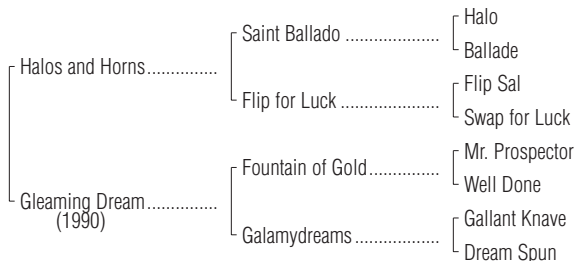 Halo
Saint Ballado ....................
Ballade
Halos and Horns...............
Flip Sal
Flip for Luck .....................
Swap for Luck
Mr. Prospector
Fountain of Gold...............
Well Done
Gleaming Dream...............
(1990)
Gallant Knave
Galamydreams ..................
Dream Spun